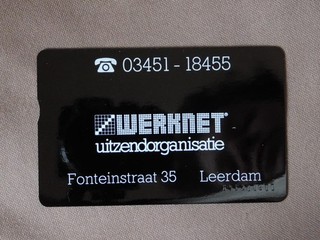 ☎ 03451 - 18455
WERKNET®
uitzendorganisatie
Fonteinstraat 35 Leerdam